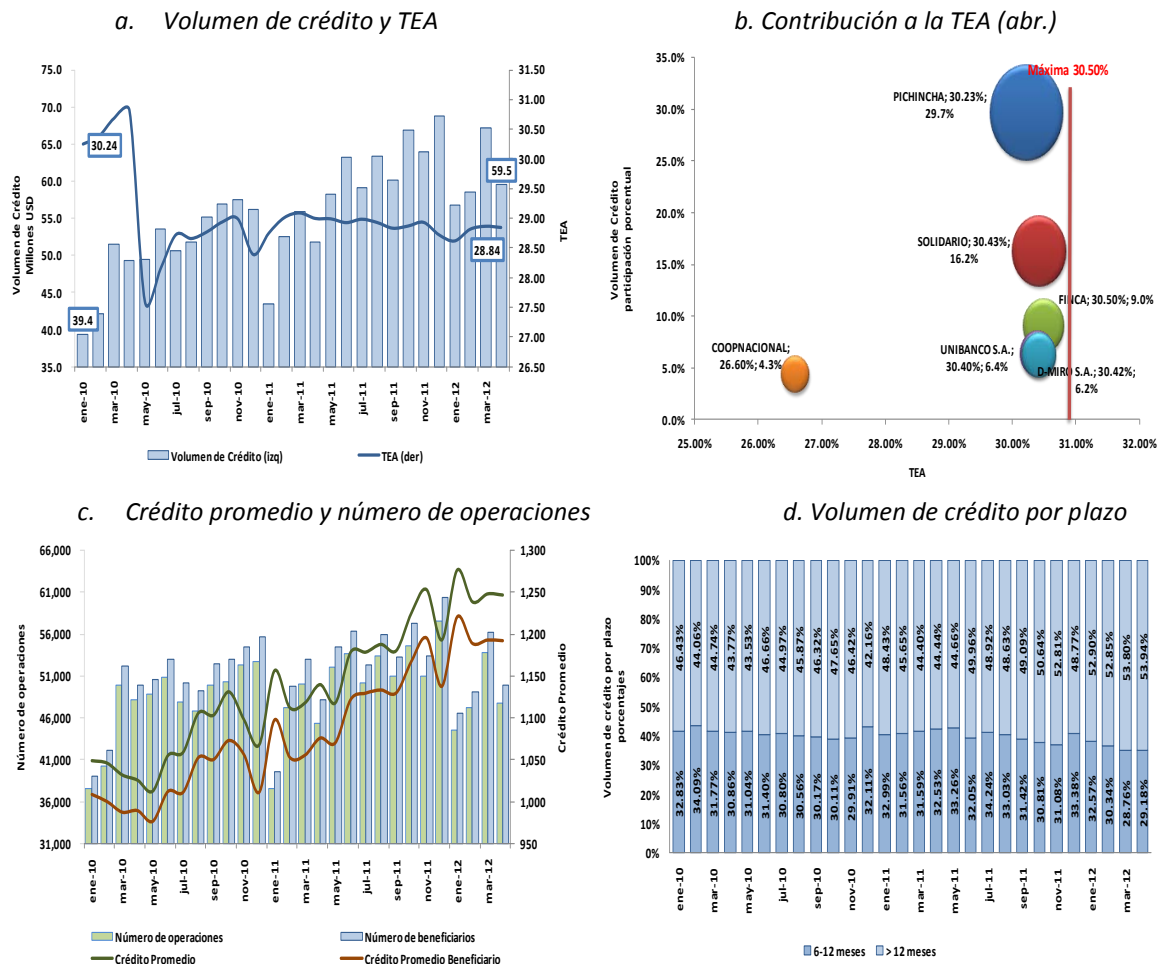 a. Volumen de crédito y TEA
75.0
70.0
65.0
60.0
55.0
50.0
45.0
40.0
35.0
Volumen de Crédito
Millones USD
31.50
31.00
30.50
30.00
29.50
29.00
28.50
28.00
27.50
27.00
26.50
TEA
30.24
39.4
59.5
28.84
ene-10
mar-10
may-10
jul-10
sep-10
nov-10
ene-11
mar-11
may-11
jul-11
sep-11
nov-11
ene-12
mar-12
Volumen de Crédito (izq)
TEA (der)
b. Contribución a la TEA (abr.)
35.0%
30.0%
25.0%
20.0%
15.0%
10.0%
5.0%
0.0%
Volumen de Crédito
participación porcentual
Máxima 30.50%
PICHINCHA; 30.23%;
29.7%
SOLIDARIO; 30.43%;
16.2%
FINCA; 30.50%; 9.0%
UNIBANCO S.A.;
30.40%; 6.4%
D-MIRO S.A.; 30.42%;
6.2%
COOPNACIONAL;
26.60%; 4.3%
25.00%
26.00%
27.00%
28.00%
29.00%
30.00%
31.00%
32.00%
TEA
c. Crédito promedio y número de operaciones
66,000
61,000
56,000
51,000
46,000
41,000
36,000
31,000
Número de operadones
1,300
1,250
1,200
1,150
1,100
1,050
1,000
950
Crédito Promedio
ene-10
mar-10
may-10
jul-10
sep-10
nov-10
ene-11
mar-11
may-11
jul-11
sep-11
nov-11
ene-12
mar-12
Número de operaciones
Número de beneficiarios
Crédito Promedio
Crédito Promedio Beneficiario
d. Volumen de crédito por plazo
100%
90%
80%
70%
60%
50%
40%
30%
20%
10%
0%
Volumen de crédito por plazo
porcentajes
46.43%
44.06%
44.74%
43.77%
43.53%
46.66%
44.97%
45.87%
46.32%
47.65%
46.42%
42.16%
48.43%
45.65%
44.40%
44.44%
44.66%
49.96%
48.92%
48.63%
49.09%
50.64%
52.81%
48.77%
52.90%
52.85%
53.80%
53.94%
32.83%
34.09%
31.77%
30.86%
31.04%
31.40%
30.80%
30.56%
30.17%
30.11%
29.91%
32.11%
32.99%
31.56%
31.59%
32.53%
33.26%
32.05%
34.24%
33.03%
31.42%
30.81%
31.08%
33.38%
32.57%
30.34%
28.76%
29.18%
ene-10
mar-10
may-10
jul-10
sep-10
nov-10
ene-11
mar-11
may-11
jul-11
sep-11
nov-11
ene-12
mar-12
6-12 meses
> 12 meses